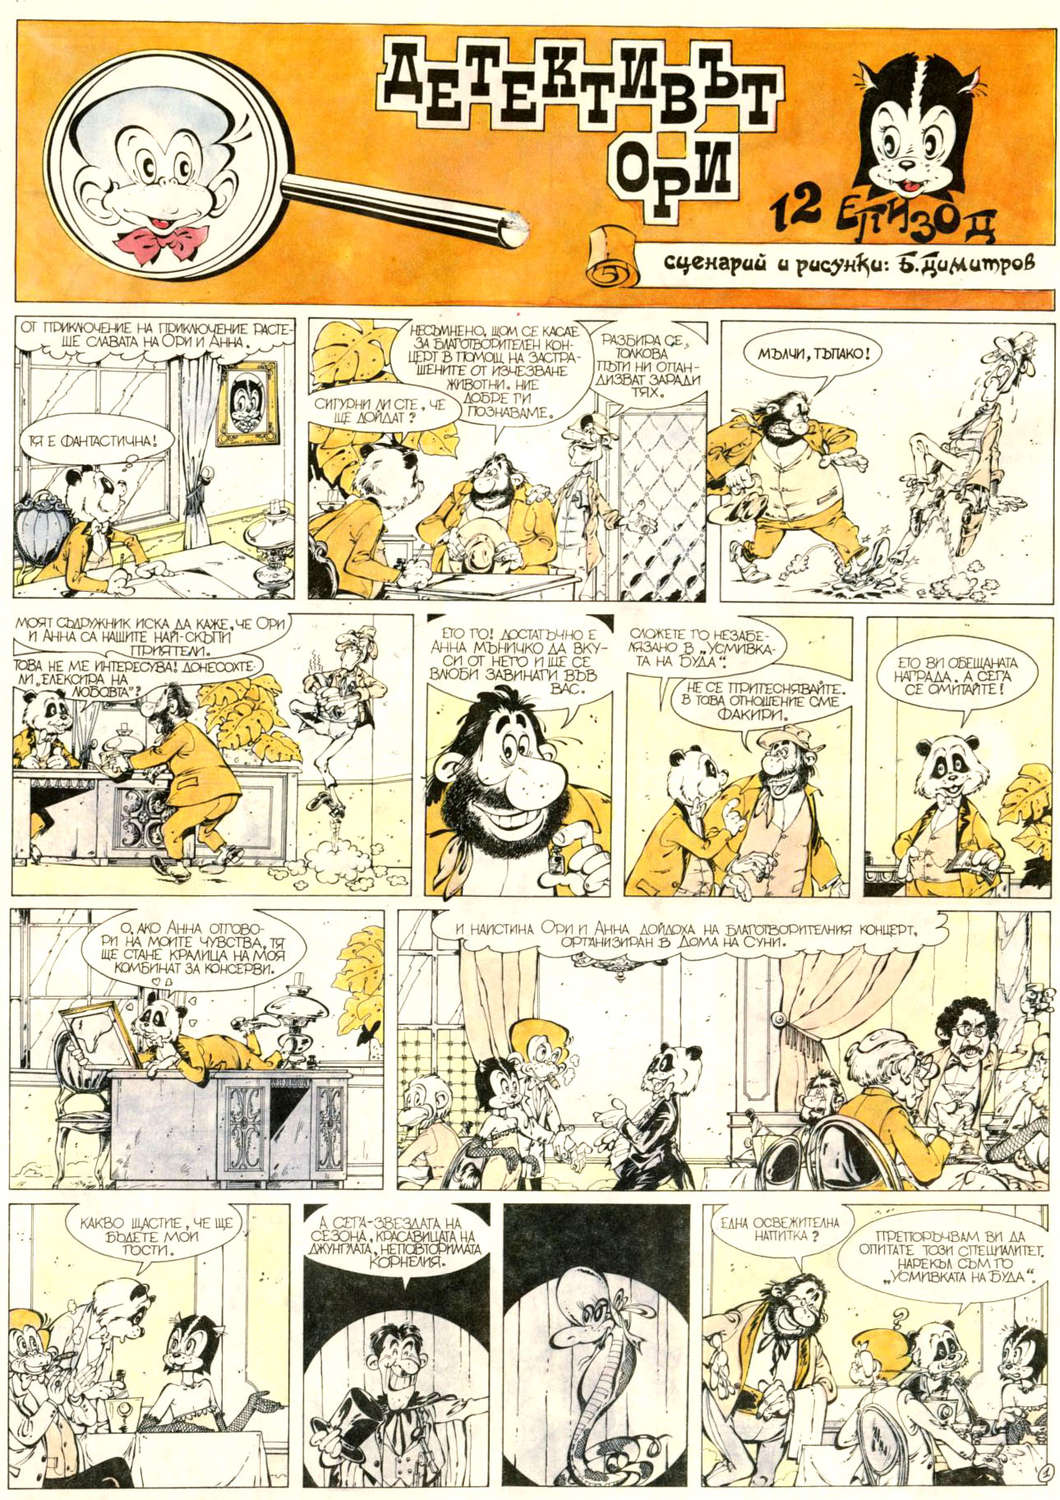 ДЕТЕКТИВЪТ
ОРИ
12 ЕПИЗОД
5
сценарий и рисунки: Б. Димитров
ОТ ПРИКЛЮЧЕНИЕ НА ПРИКЛЮЧЕНИЕ РАСТЕ-
ШЕ СЛАВАТА НА ОРИ И АННА.
ТЯ Е ФАНТАСТИЧНА!
СИГУРНИ ЛИ СТЕ, ЧЕ
ЩЕ ДОЙДАТ?
НЕСЪМНЕНО, ЩОМ СЕ КАСАЕ
ЗА БЛАГОТВОРИТЕЛЕН КОН-
ЦЕРТ В ПОМОЩ НА ЗАСТРА-
ШЕНИТЕ ОТ ИЗЧЕЗВАНЕ
ЖИВОТНИ. НИЕ
ДОБРЕ ГИ
ПОЗНАВАМЕ.
РАЗБИРА СЕ,
ТОЛКОВА
ПЪТИ НИ ОПАН-
ДИЗВАТ ЗАРАДИ
ТЯХ.
МЪЛЧИ, ТЪПАКО!
МОЯТ СЪДРУЖНИК ИСКА ДА КАЖЕ, ЧЕ ОРИ
И АННА СА НАШИТЕ НАЙ-СКЪПИ
ПРИЯТЕЛИ.
ТОВА НЕ МЕ ИНТЕРЕСУВА! ДОНЕСОХТЕ
ЛИ „ЕЛЕКСИРА НА
ЛЮБОВТА"?
ЕТО ГО! ДОСТАТЪЧНО Е
АННА МЪНИЧКО ДА ВКУ-
СИ ОТ НЕГО И ЩЕ СЕ
ВЛЮБИ ЗАВИНАГИ ВЪВ
ВАС.
СЛОЖЕТЕ ГО НЕЗАБЕ-
ЛЯЗАНО В „УСМИВКА-
ТА НА БУДА".
НЕ СЕ ПРИТЕСНЯВАЙТЕ.
В ТОВА ОТНОШЕНИЕ СМЕ
ФАКИРИ.
ЕТО ВИ ОБЕЩАНАТА
НАГРАДА. А СЕГА
СЕ ОМИТАЙТЕ!
О, АКО АННА ОТГОВО-
РИ НА МОИТЕ ЧУВСТВА, ТЯ
ЩЕ СТАНЕ КРАЛИЦА НА МОЯ
КОМБИНАТ ЗА КОНСЕРВИ.
И НАИСТИНА ОРИ И АННА ДОЙДОХА НА БЛАГОТВОРИТЕЛНИЯ КОНЦЕРТ,
ОРГАНИЗИРАН В ДОМА НА СУНИ.
КАКВО ЩАСТИЕ, ЧЕ ЩЕ
БЪДЕТЕ МОИ
ГОСТИ.
А СЕГА-ЗВЕЗДАТА НА
СЕЗОНА, КРАСАВИЦАТА НА
ДЖУНГЛАТА, НЕПОВТОРИМАТА
КОРНЕЛИЯ.
ЕДНА ОСВЕЖИТЕЛНА
НАПИТКА?
ПРЕПОРЪЧВАМ ВИ ДА
ОПИТАТЕ ТОЗИ СПЕЦИАЛИТЕТ,
НАРЕКЪЛ СЪМ ГО
„УСМИВКАТА НА БУДА".
?
1